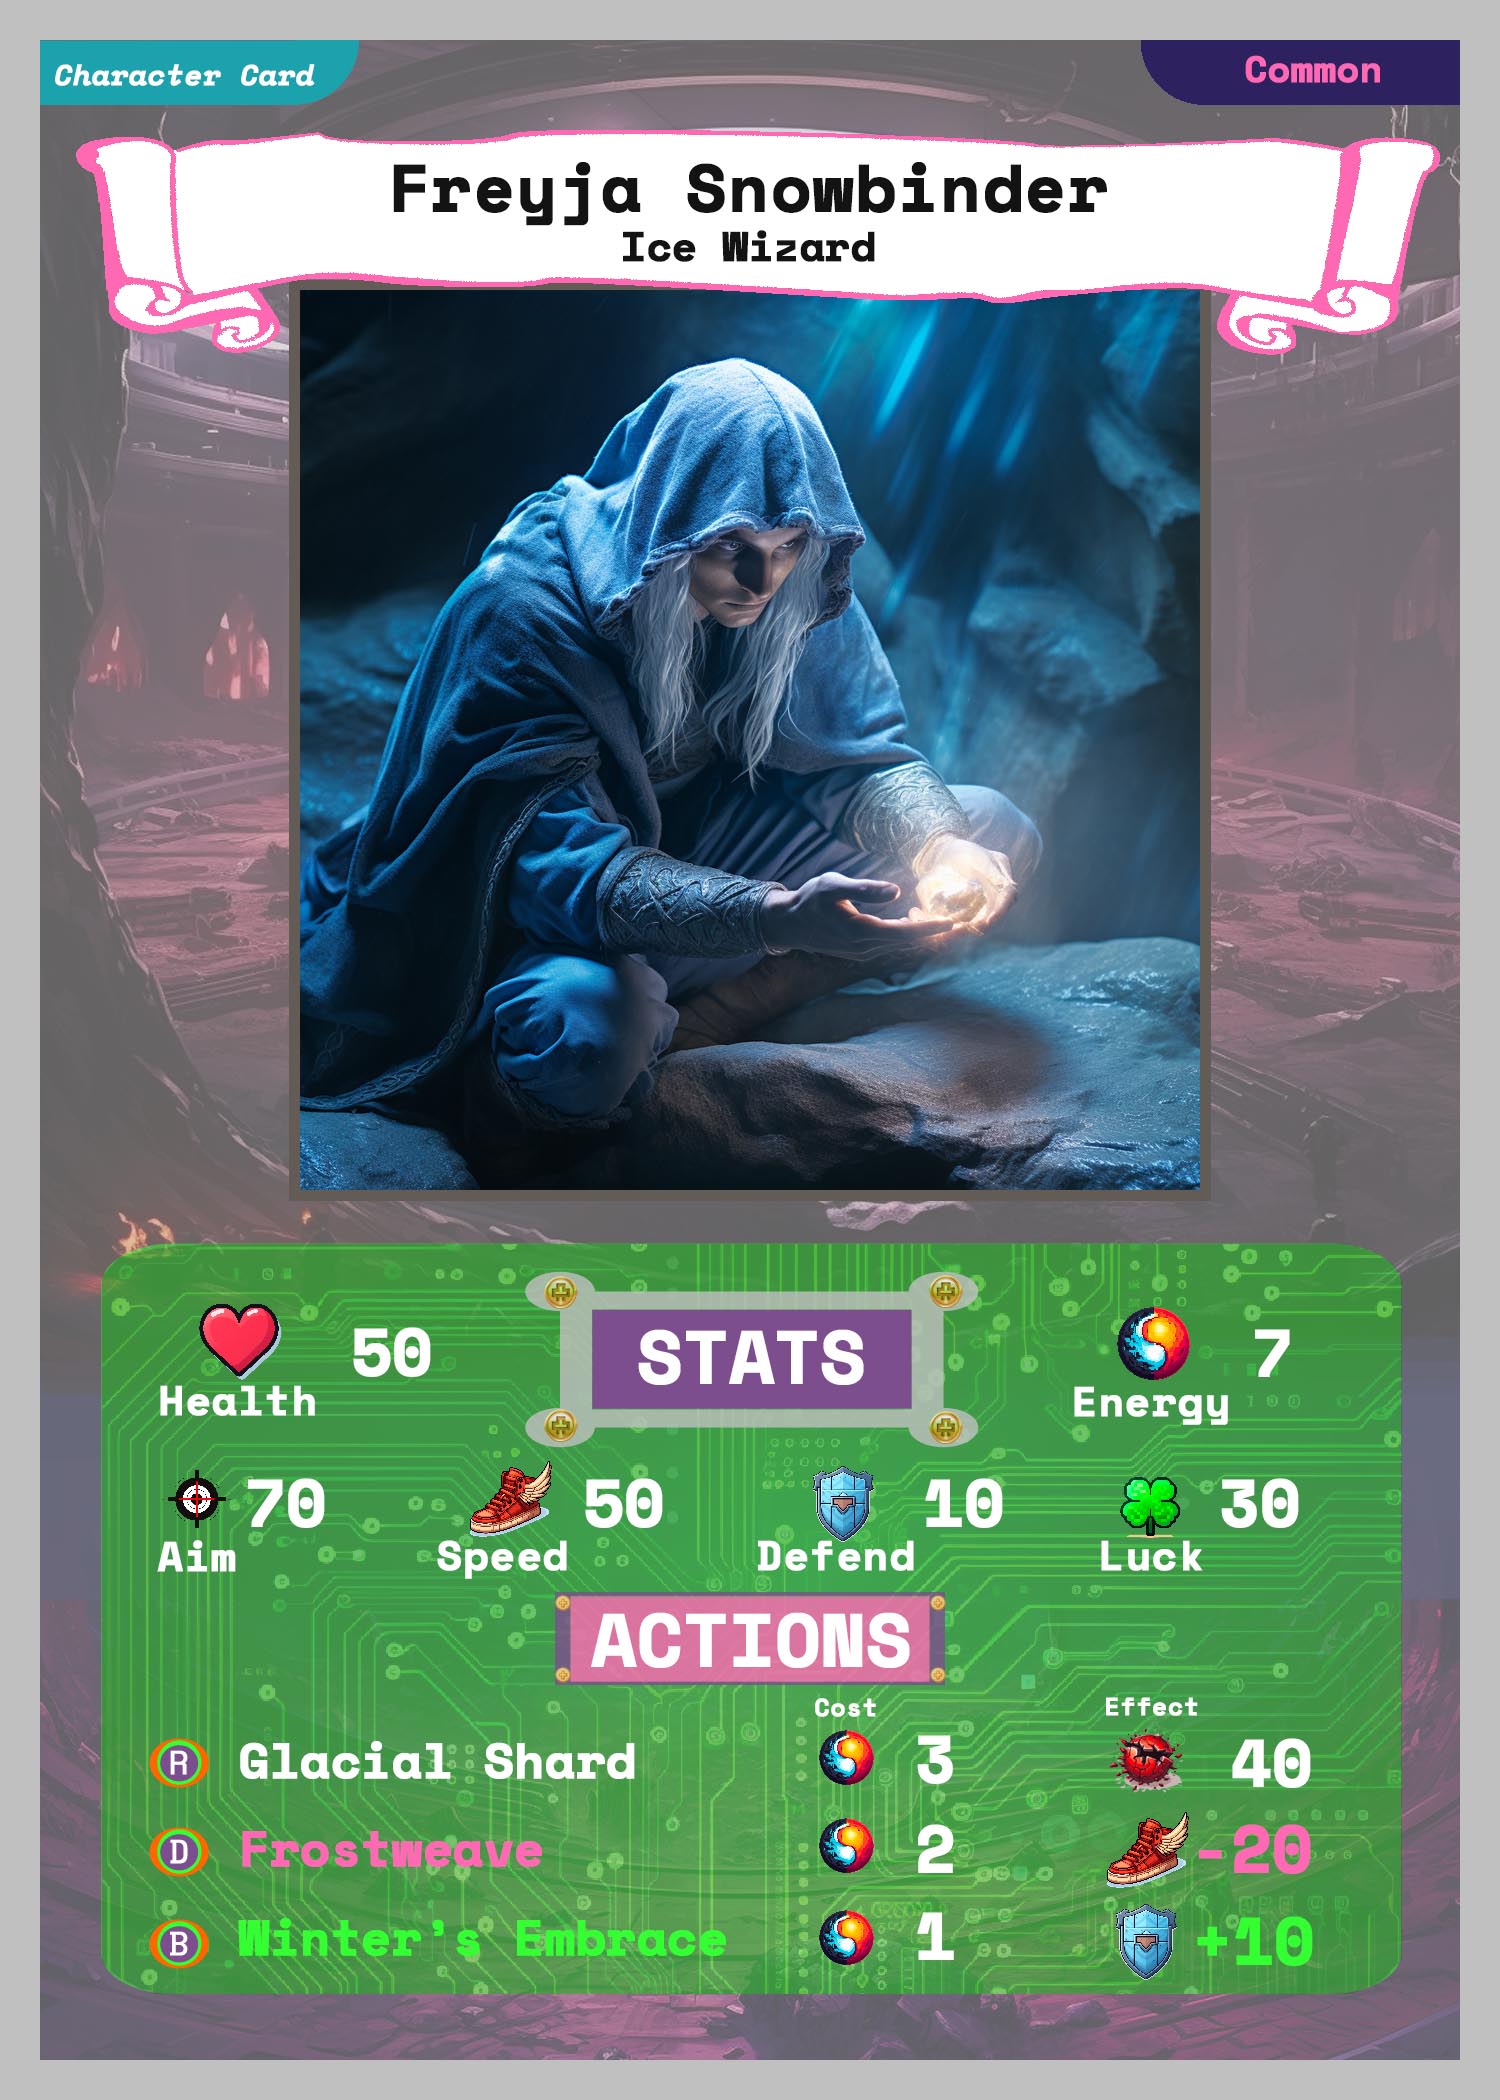 Character Card
Common
Freyja Snowbinder
Ice Wizard
50
STATS
7
Health
Energy
70
50
10
30
Aim
Speed
Defend
Luck
ACTIONS
Cost
Effect
R
Glacial Shard
3
40
D
Frostweave
2
-20
B
Winter's Embrace
1
+10